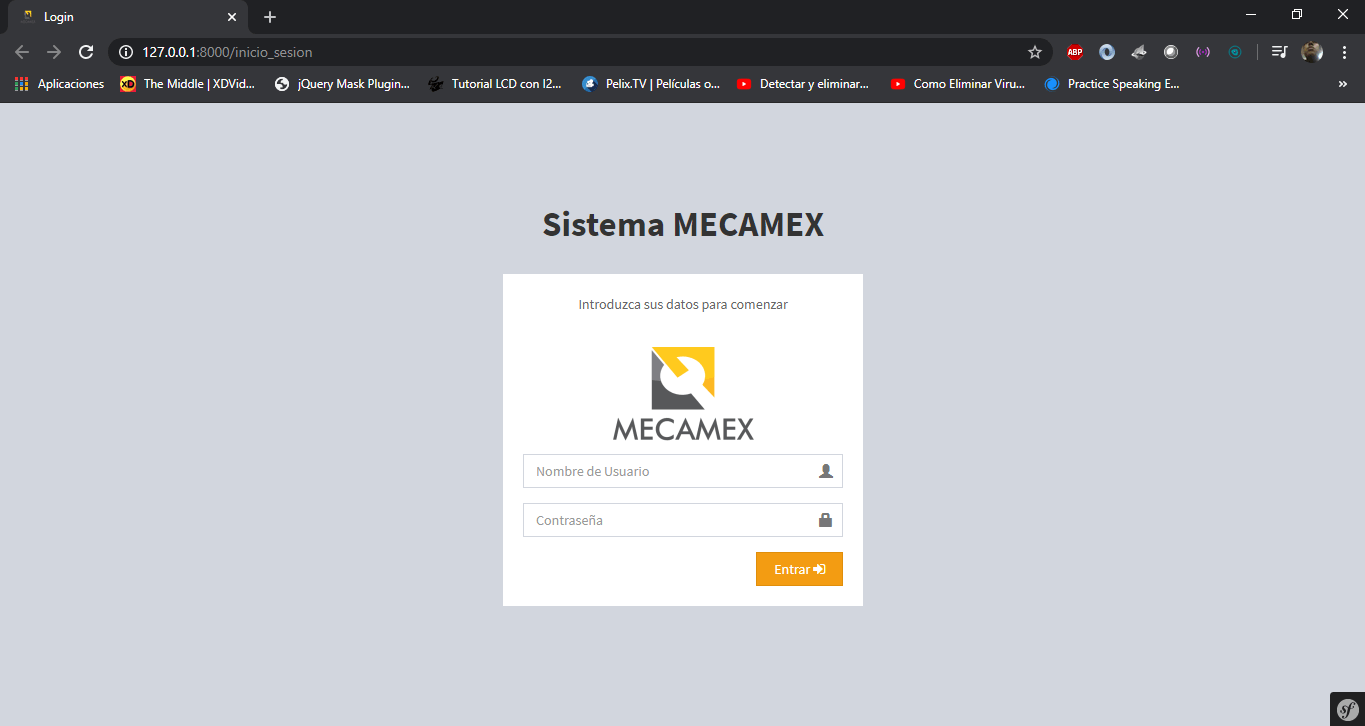 Login
127.0.0.1:8000/inicio_sesion
ABP
Aplicaciones
XD
The Middle | XDVid...
jQuery Mask Plugin...
Tutorial LCD con I2...
Pelix.TV | Películas o...
Detectar y eliminar...
Como Eliminar Viru...
Practice Speaking E...
»
Sistema MECAMEX
Introduzca sus datos para comenzar
MECAMEX
Nombre de Usuario
Contraseña
Entrar
sf